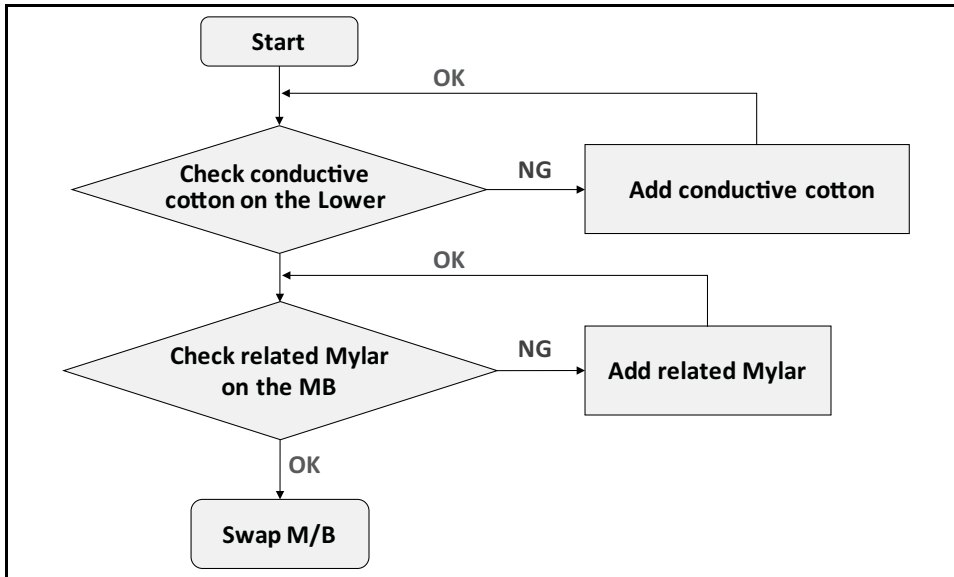 Start
OK
Check conductive
cotton on the Lower
NG
Add conductive cotton
OK
Check related Mylar
on the MB
NG
Add related Mylar
OK
Swap M/B